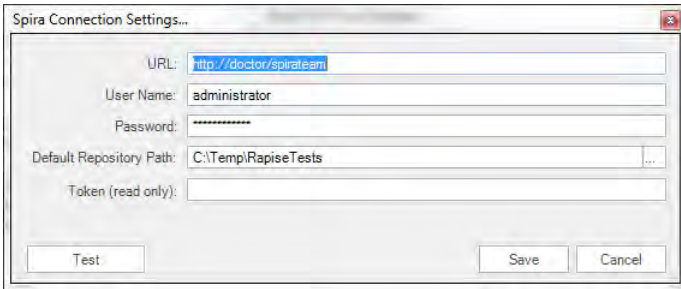 Spira Connection Settings...
URL: http://doctor/spirateam
User Name: administrator
Password: ************
Default Repository Path: C:\Temp\RapiseTests ...
Token (read only):
Test Save Cancel